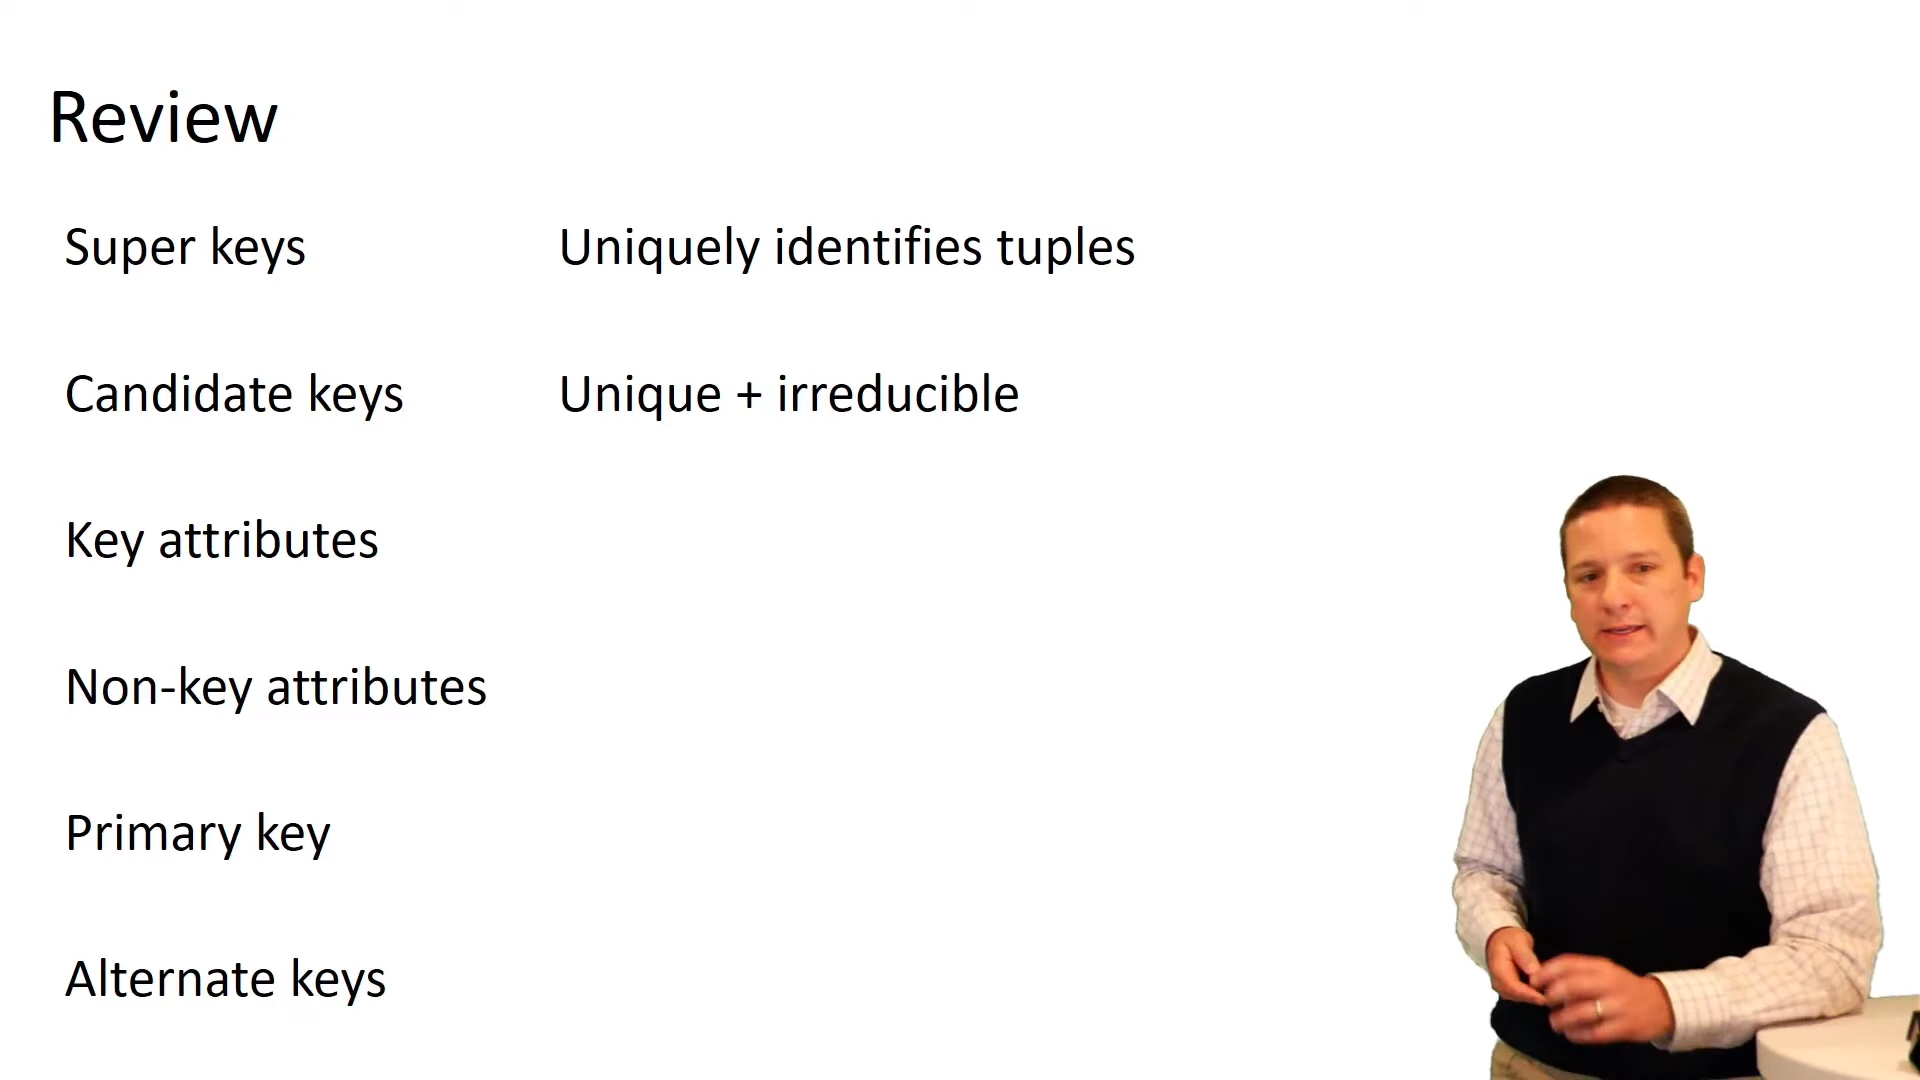 Review
Super keys Uniquely identifies tuples
Candidate keys Unique + irreducible
Key attributes
Non-key attributes
Primary key
Alternate keys